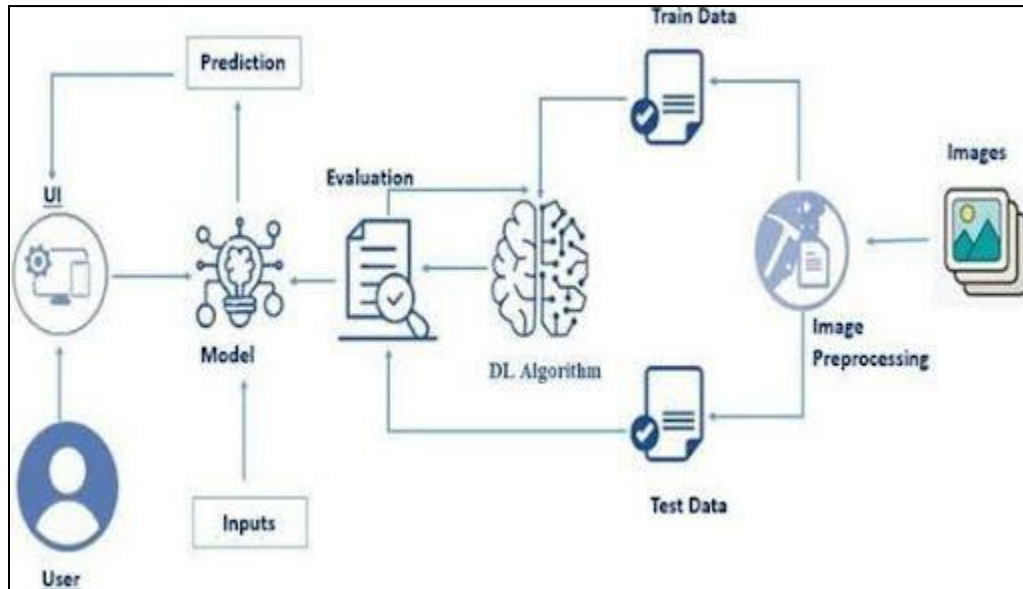 Train Data
Prediction
Images
Evaluation
UI
Model
Image
Preprocessing
DL Algorithm
Inputs
Test Data
User